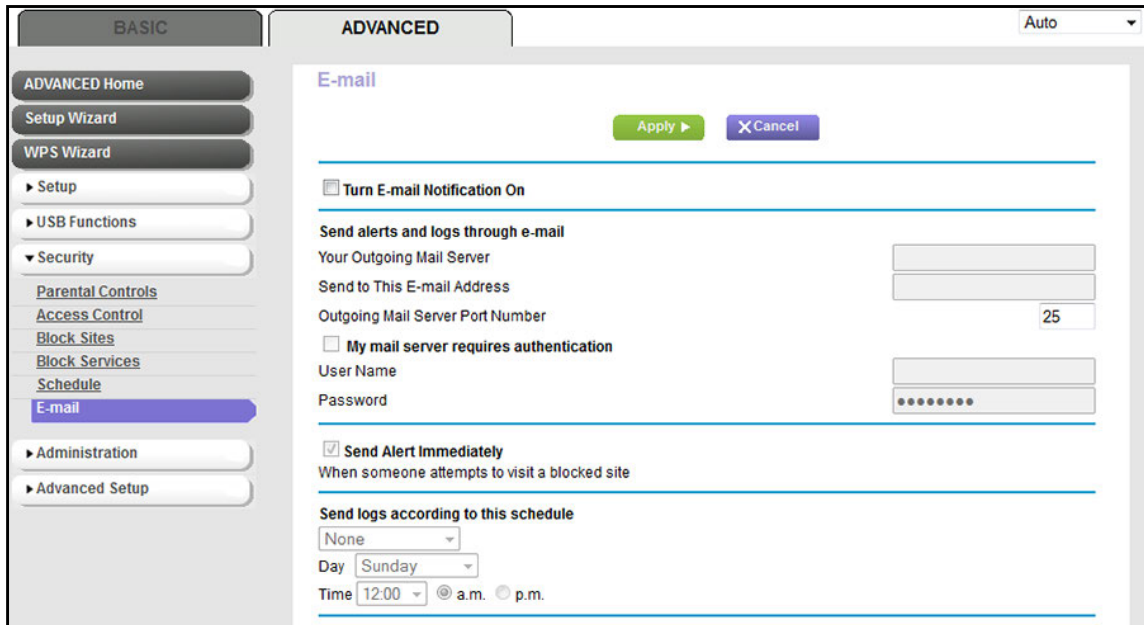 BASIC
ADVANCED
Auto
ADVANCED Home
Setup Wizard
WPS Wizard
Setup
USB Functions
Security
Parental Controls
Access Control
Block Sites
Block Services
Schedule
E-mail
Administration
Advanced Setup
E-mail
Apply
Cancel
Turn E-mail Notification On
Send alerts and logs through e-mail
Your Outgoing Mail Server
Send to This E-mail Address
Outgoing Mail Server Port Number 25
My mail server requires authentication
User Name
Password ●●●●●●●●
Send Alert Immediately
When someone attempts to visit a blocked site
Send logs according to this schedule
None
Day Sunday
Time 12:00 a.m. p.m.